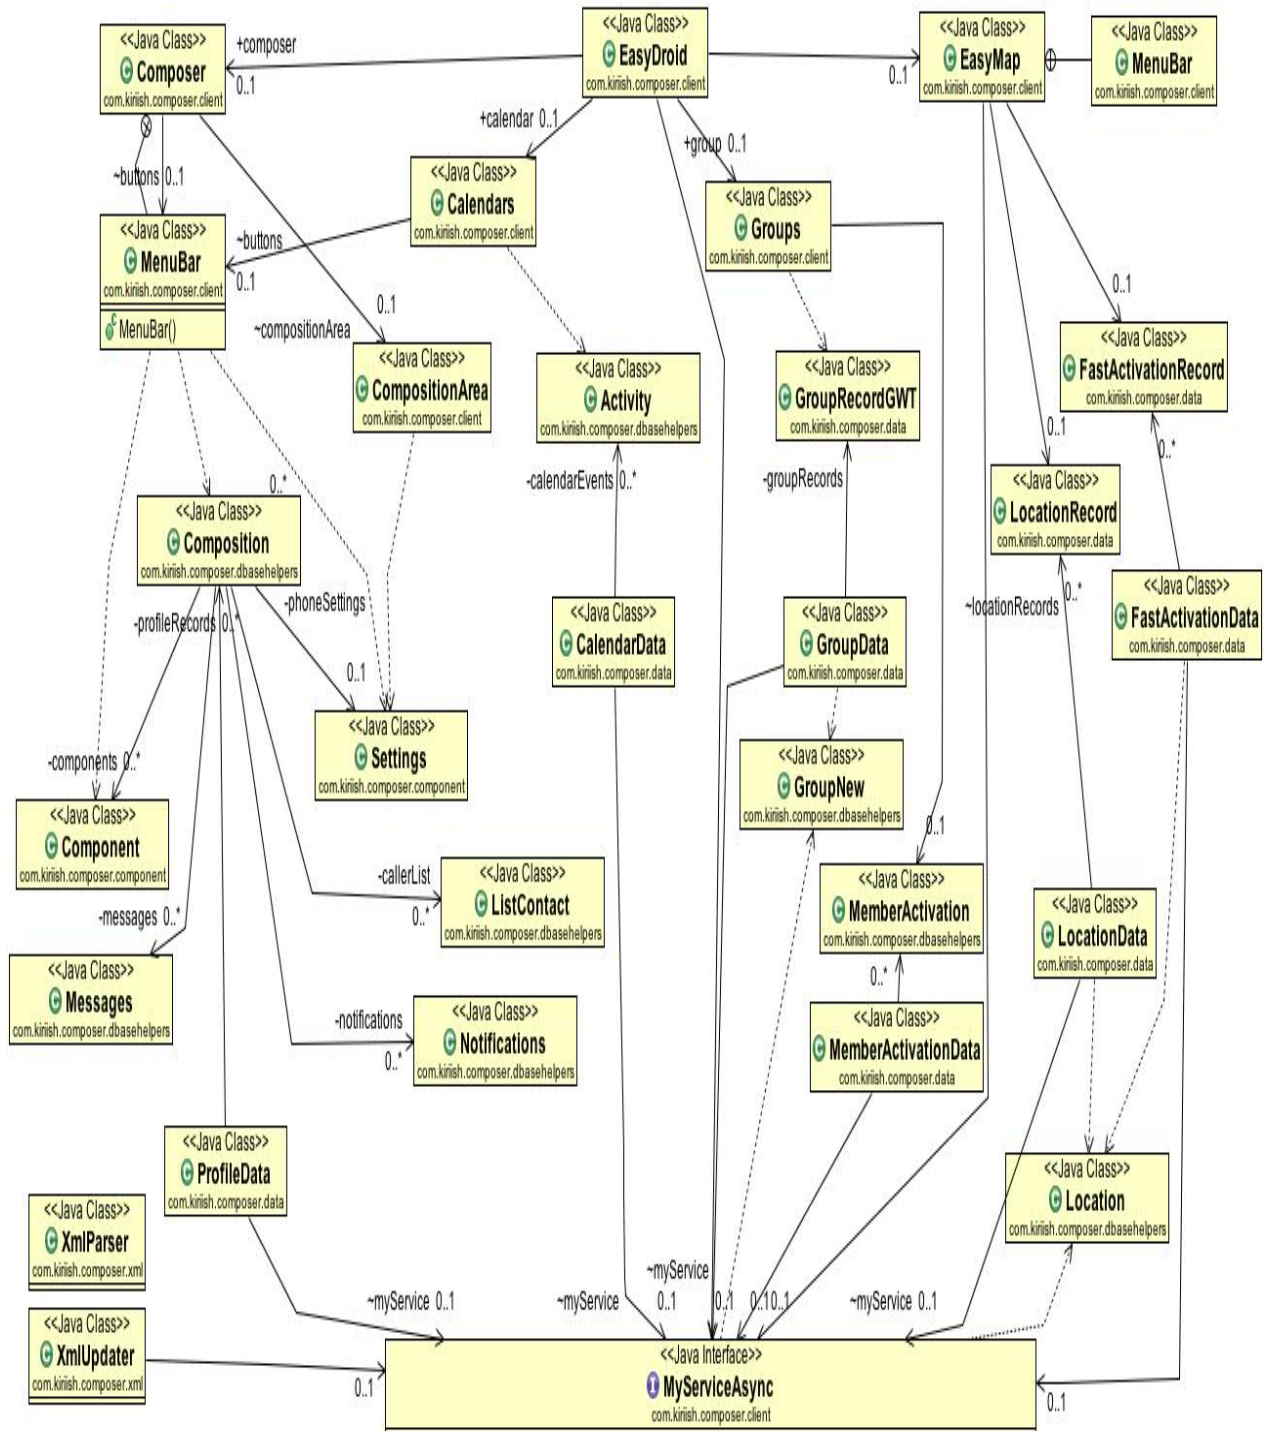 <<Java Class>>
Composer
com.kiriish.composer.client
+composer
0..1
<<Java Class>>
EasyDroid
com.kiriish.composer.client
0..1
<<Java Class>>
EasyMap
com.kiriish.composer.client
<<Java Class>>
MenuBar
com.kiriish.composer.client
+calendar 0..1
+group 0..1
~buttons 0..1
<<Java Class>>
Calendars
com.kiriish.composer.client
<<Java Class>>
Groups
com.kiriish.composer.client
<<Java Class>>
MenuBar
com.kiriish.composer.client
MenuBar()
~buttons
0..1
0..1
~compositionArea
0..1
<<Java Class>>
CompositionArea
com.kiriish.composer.client
<<Java Class>>
Activity
com.kiriish.composer.dbasehelpers
<<Java Class>>
GroupRecordGWT
com.kiriish.composer.data
<<Java Class>>
FastActivationRecord
com.kiriish.composer.data
0..1
0..*
-calendarEvents 0..*
-groupRecords
0..*
<<Java Class>>
Composition
com.kiriish.composer.dbasehelpers
<<Java Class>>
LocationRecord
com.kiriish.composer.data
-profileRecords 0..*
-phoneSettings
0..1
~locationRecords
0..*
<<Java Class>>
CalendarData
com.kiriish.composer.data
<<Java Class>>
GroupData
com.kiriish.composer.data
<<Java Class>>
FastActivationData
com.kiriish.composer.data
<<Java Class>>
Settings
com.kiriish.composer.component
-components 0..*
<<Java Class>>
GroupNew
com.kiriish.composer.dbasehelpers
<<Java Class>>
Component
com.kiriish.composer.component
0..1
-callerList
0..*
<<Java Class>>
ListContact
com.kiriish.composer.dbasehelpers
<<Java Class>>
MemberActivation
com.kiriish.composer.dbasehelpers
<<Java Class>>
LocationData
com.kiriish.composer.data
-messages 0..*
<<Java Class>>
Messages
com.kiriish.composer.dbasehelpers
0..*
-notifications
0..*
<<Java Class>>
Notifications
com.kiriish.composer.dbasehelpers
<<Java Class>>
MemberActivationData
com.kiriish.composer.data
<<Java Class>>
ProfileData
com.kiriish.composer.data
<<Java Class>>
Location
com.kiriish.composer.dbasehelpers
<<Java Class>>
XmlParser
com.kiriish.composer.xml
~myService
~myService 0..1
~myService
0..1
0..1
0..1
0..1
~myService 0..1
<<Java Class>>
XmlUpdater
com.kiriish.composer.xml
0..1
<<Java Interface>>
MyServiceAsync
com.kiriish.composer.client
0..1